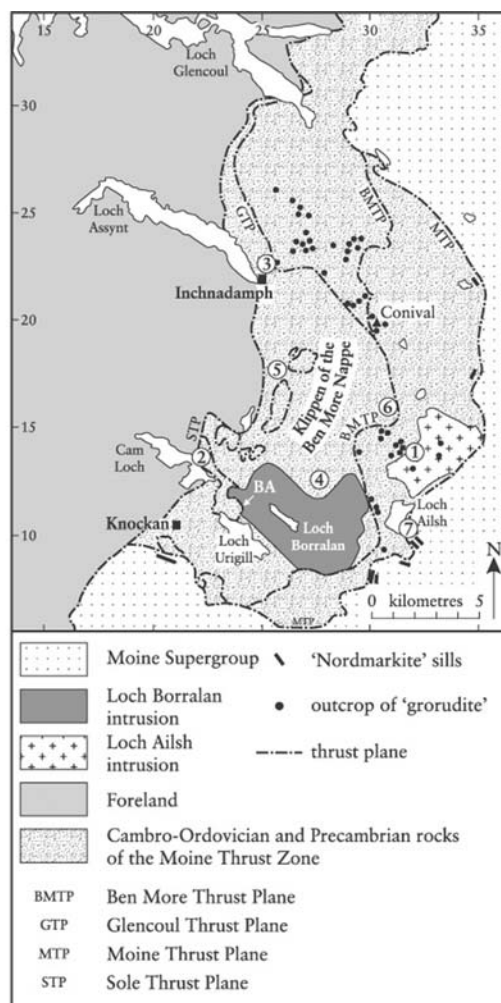 15
20
25
30
35
Loch
Glencoul
30
BMTP
MTP
Loch
Assynt
25
GTP
3
Inchnadamph
20
Conival
Klippen of the
Ben More Nappe
5
6
15
STP
BM TP
1
Cam
Loch
2
4
BA
Loch
Ailsh
7
Knockan
10
Loch
Urigill
Loch
Borralan
N
0 kilometres 5
MTP
Moine Supergroup
'Nordmarkite' sills
Loch Borralan
intrusion
outcrop of 'grorudite'
Loch Ailsh
intrusion
thrust plane
Foreland
Cambro-Ordovician and Precambrian rocks
of the Moine Thrust Zone
BMTP Ben More Thrust Plane
GTP Glencoul Thrust Plane
MTP Moine Thrust Plane
STP Sole Thrust Plane